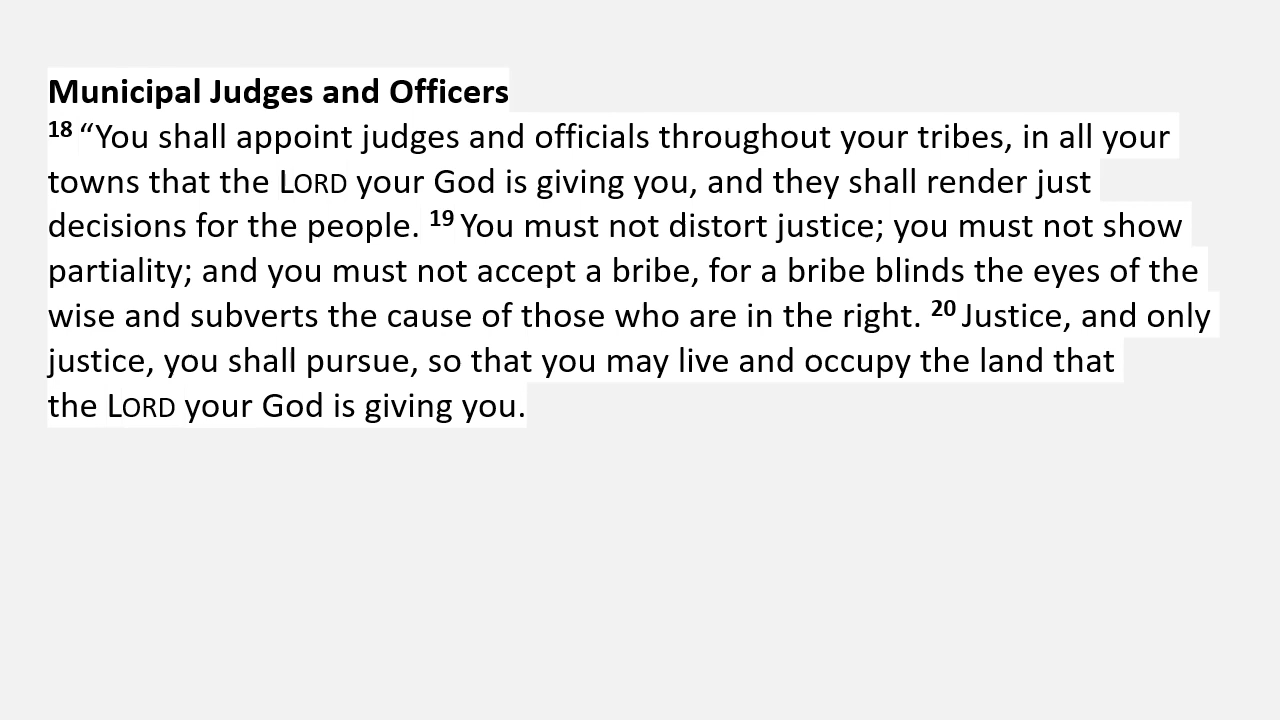 Municipal Judges and Officers
18 “You shall appoint judges and officials throughout your tribes, in all your
towns that the LORD your God is giving you, and they shall render just
decisions for the people. 19 You must not distort justice; you must not show
partiality; and you must not accept a bribe, for a bribe blinds the eyes of the
wise and subverts the cause of those who are in the right. 20 Justice, and only
justice, you shall pursue, so that you may live and occupy the land that
the LORD your God is giving you.